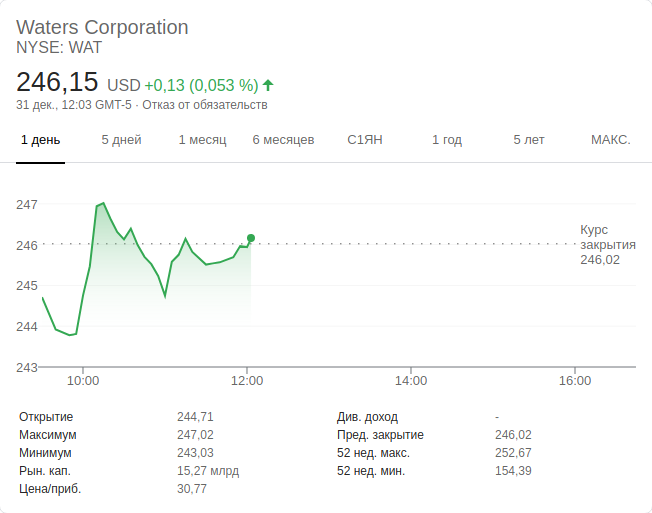 Waters Corporation
NYSE: WAT
246,15 USD +0,13 (0,053 %)
31 дек., 12:03 GMT-5 · Отказ от обязательств
1 день 5 дней 1 месяц 6 месяцев С1ЯН 1 год 5 лет МАКС.
247
246
245
244
243
Курс
закрытия
246,02
10:00 12:00 14:00 16:00
Открытие 244,71 Див. доход -
Максимум 247,02 Пред. закрытие 246,02
Минимум 243,03 52 нед. макс. 252,67
Рын. кап. 15,27 млрд 52 нед. мин. 154,39
Цена/приб. 30,77